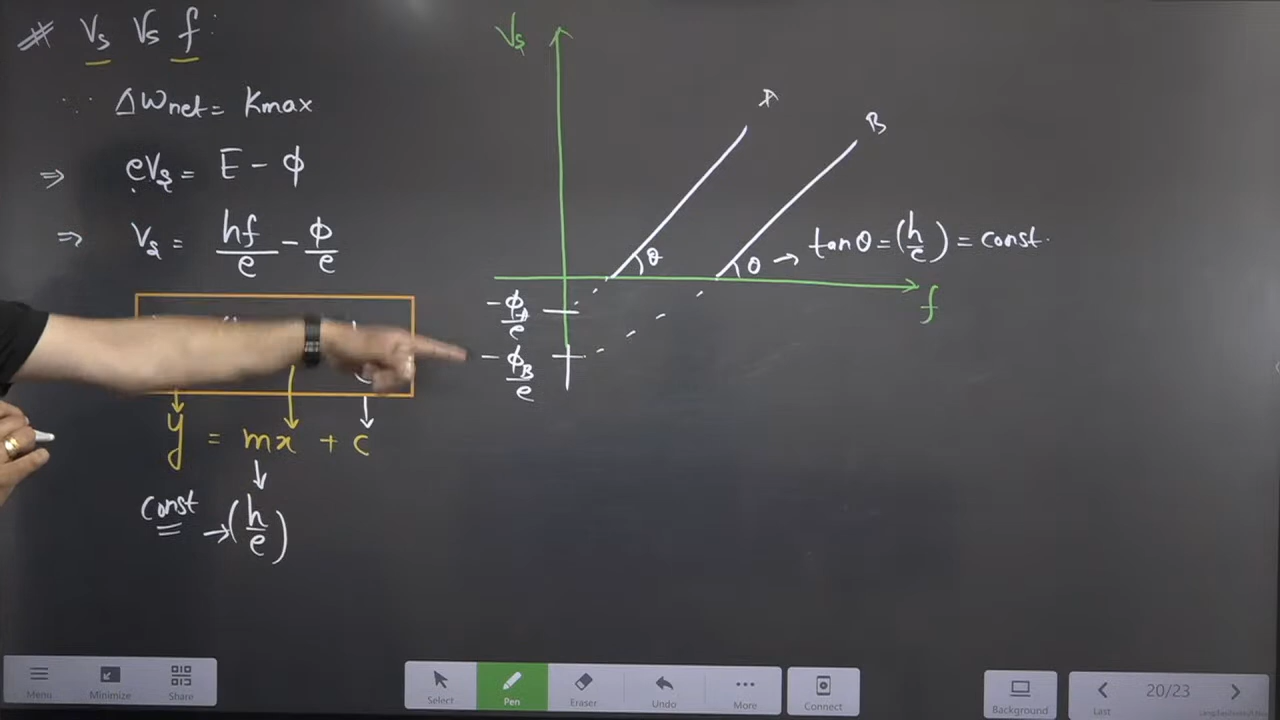 # Vs Vs f:
∵ ΔWnet = Kmax
⇒ eVs = E - ϕ
⇒ Vs = hf/e - ϕ/e
y = mx + c
const → (h/e)
Vs
A
B
θ
θ → tanθ = (h/e) = const.
f
-ϕA/e
-ϕB/e
Menu
Minimize
Share
Select
Pen
Eraser
Undo
More
Connect
Background
Last
20/23